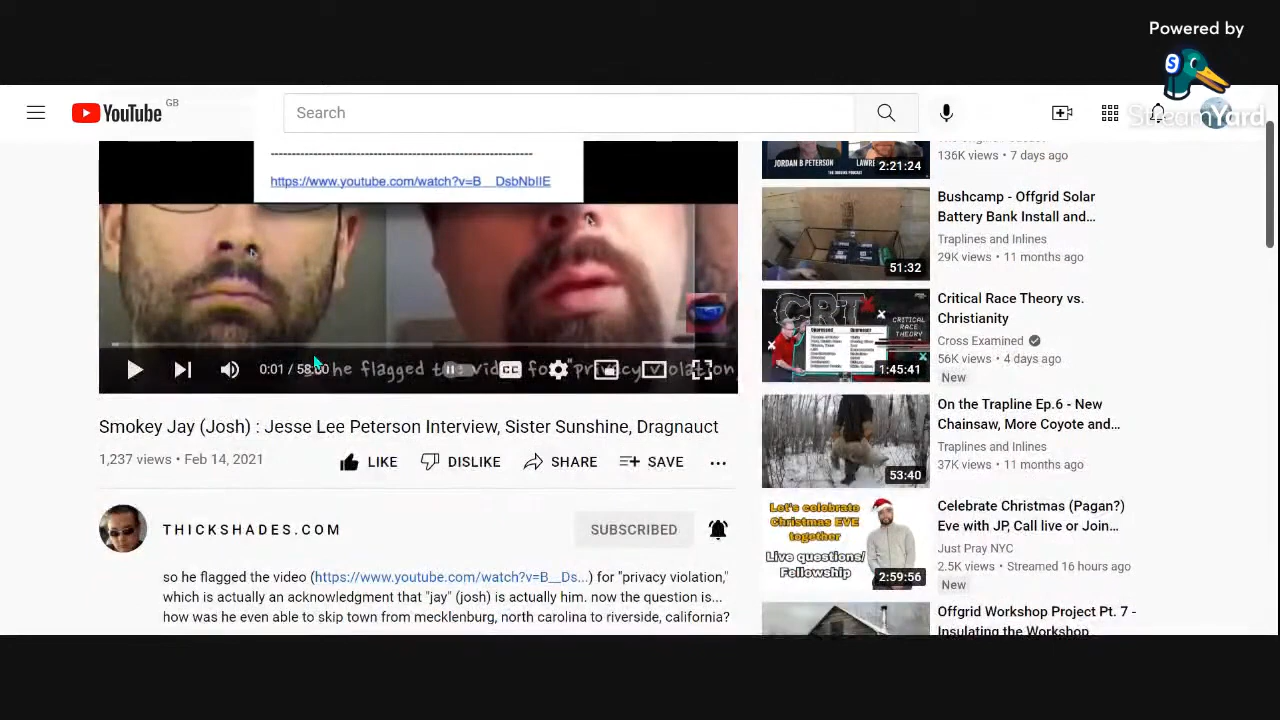 Powered by
StreamYard
YouTube GB
Search
----------------------------------------------------------
https://www.youtube.com/watch?v=B__DsbNbIIE
0:01 / 58
so he flagged the video for "privacy violation,
Smokey Jay (Josh) : Jesse Lee Peterson Interview, Sister Sunshine, Dragnauct
1,237 views • Feb 14, 2021
LIKE
DISLIKE
SHARE
SAVE
THICKSHADES.COM
SUBSCRIBED
so he flagged the video (https://www.youtube.com/watch?v=B__Ds...) for "privacy violation,"
which is actually an acknowledgment that "jay" (josh) is actually him. now the question is...
how was he even able to skip town from mecklenburg, north carolina to riverside, california?
JORDAN B PETERSON
2:21:24
136K views • 7 days ago
51:32
Bushcamp - Offgrid Solar
Battery Bank Install and…
Traplines and Inlines
29K views • 11 months ago
CRT
CRITICAL
RACE
THEORY
1:45:41
Critical Race Theory vs.
Christianity
Cross Examined
56K views • 4 days ago
New
53:40
On the Trapline Ep.6 - New
Chainsaw, More Coyote and…
Traplines and Inlines
37K views • 11 months ago
Let's celebrate
Christmas EVE
together
Live questions/
Fellowship
2:59:56
Celebrate Christmas (Pagan?)
Eve with JP, Call live or Join…
Just Pray NYC
2.5K views • Streamed 16 hours ago
New
Offgrid Workshop Project Pt. 7 -
Insulating the Workshop